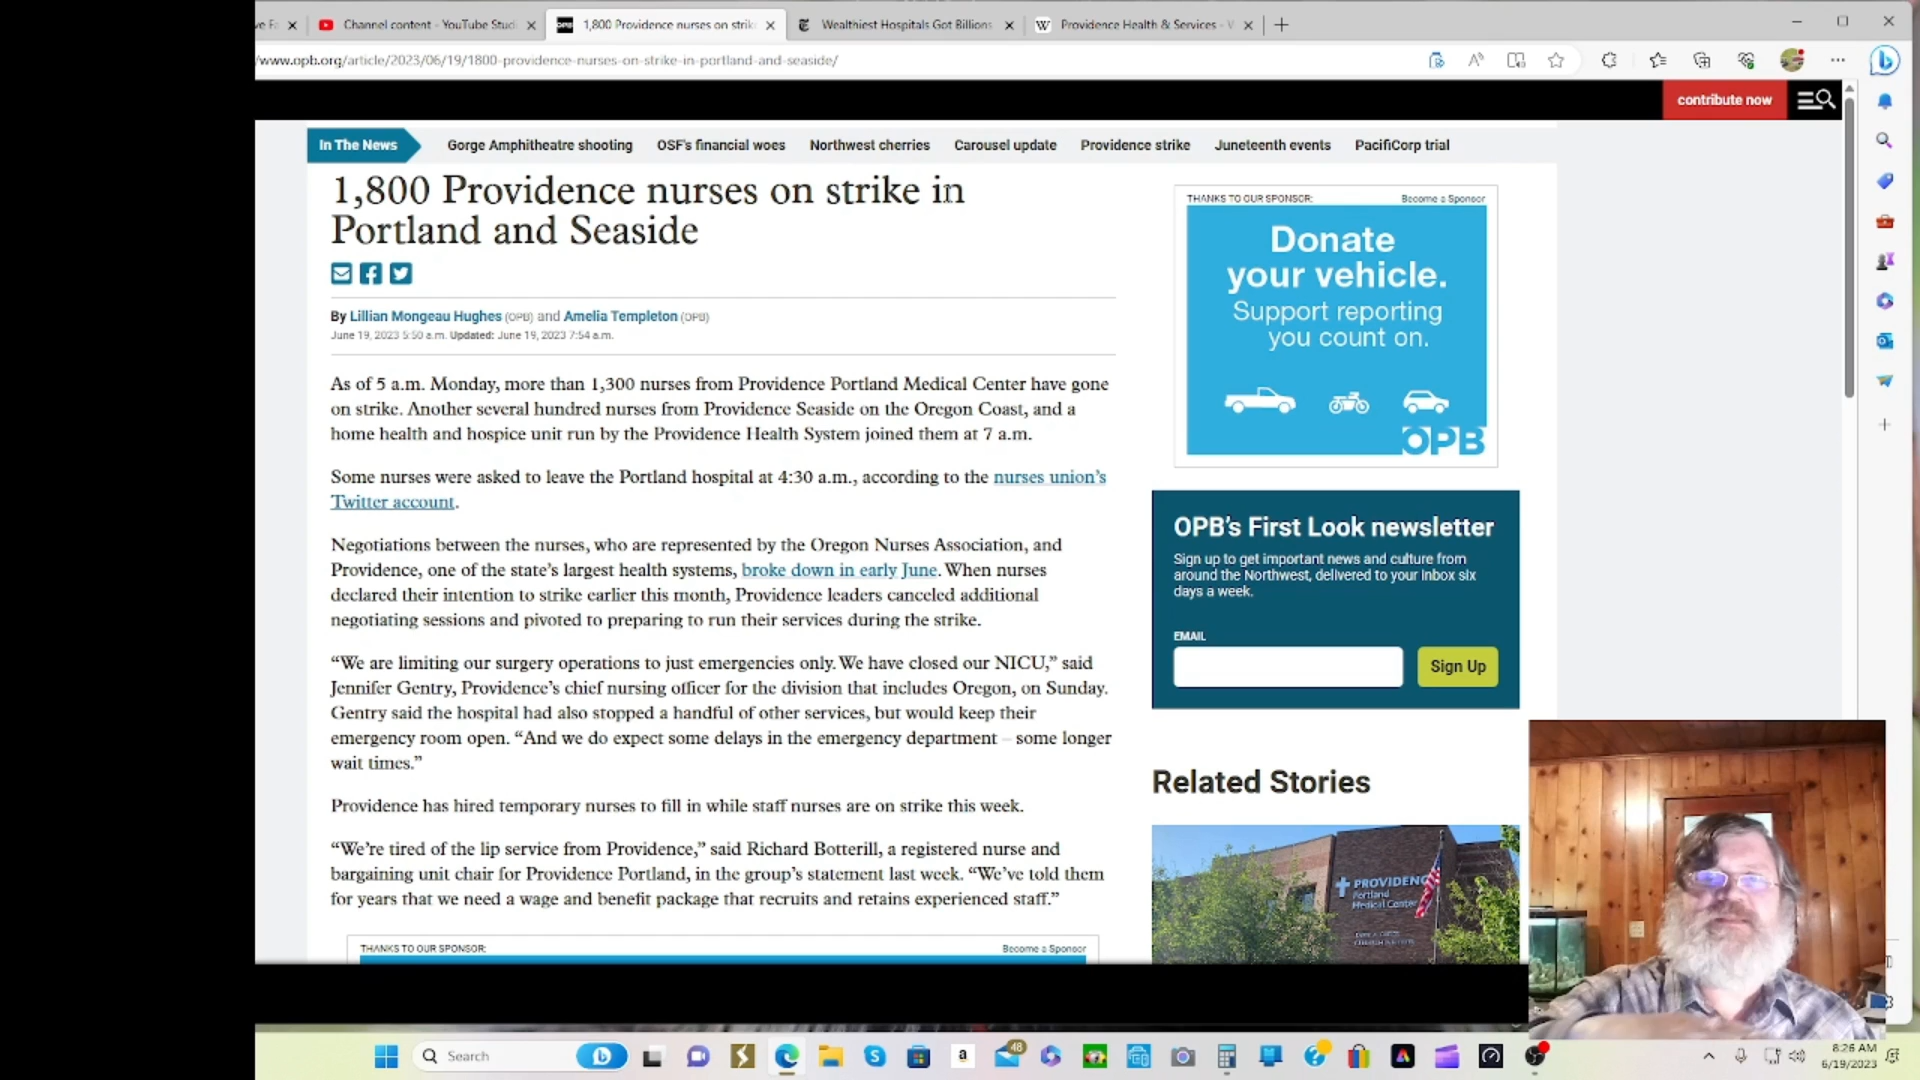 ve Fa
Channel content - YouTube Studi
1,800 Providence nurses on strik
Wealthiest Hospitals Got Billions
Providence Health & Services - W
/www.opb.org/article/2023/06/19/1800-providence-nurses-on-strike-in-portland-and-seaside/
contribute now
In The News
Gorge Amphitheatre shooting
OSF's financial woes
Northwest cherries
Carousel update
Providence strike
Juneteenth events
PacifiCorp trial
1,800 Providence nurses on strike in
Portland and Seaside
By Lillian Mongeau Hughes (OPB) and Amelia Templeton (OPB)
June 19, 2023 5:50 a.m. Updated: June 19, 2023 7:54 a.m.
As of 5 a.m. Monday, more than 1,300 nurses from Providence Portland Medical Center have gone
on strike. Another several hundred nurses from Providence Seaside on the Oregon Coast, and a
home health and hospice unit run by the Providence Health System joined them at 7 a.m.
Some nurses were asked to leave the Portland hospital at 4:30 a.m., according to the nurses union's
Twitter account.
Negotiations between the nurses, who are represented by the Oregon Nurses Association, and
Providence, one of the state's largest health systems, broke down in early June. When nurses
declared their intention to strike earlier this month, Providence leaders canceled additional
negotiating sessions and pivoted to preparing to run their services during the strike.
“We are limiting our surgery operations to just emergencies only. We have closed our NICU,” said
Jennifer Gentry, Providence's chief nursing officer for the division that includes Oregon, on Sunday.
Gentry said the hospital had also stopped a handful of other services, but would keep their
emergency room open. “And we do expect some delays in the emergency department – some longer
wait times.”
Providence has hired temporary nurses to fill in while staff nurses are on strike this week.
“We're tired of the lip service from Providence,” said Richard Botterill, a registered nurse and
bargaining unit chair for Providence Portland, in the group's statement last week. “We've told them
for years that we need a wage and benefit package that recruits and retains experienced staff.”
THANKS TO OUR SPONSOR:
Become a Sponsor
THANKS TO OUR SPONSOR:
Become a Sponsor
Donate
your vehicle.
Support reporting
you count on.
OPB
OPB's First Look newsletter
Sign up to get important news and culture from
around the Northwest, delivered to your inbox six
days a week.
EMAIL
Sign Up
Related Stories
PROVIDENC
Portland
Medical Center
Search
48
8:26 AM
6/19/2023